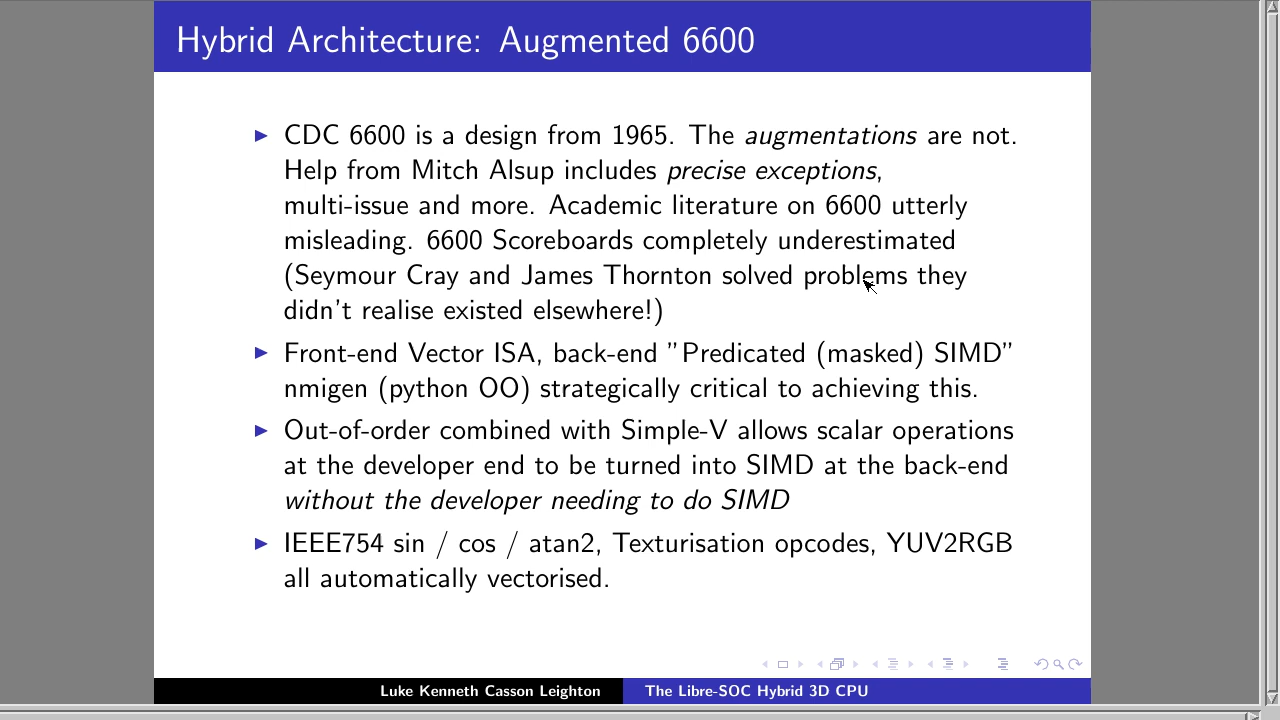 Hybrid Architecture: Augmented 6600
▶ CDC 6600 is a design from 1965. The augmentations are not.
Help from Mitch Alsup includes precise exceptions,
multi-issue and more. Academic literature on 6600 utterly
misleading. 6600 Scoreboards completely underestimated
(Seymour Cray and James Thornton solved problems they
didn't realise existed elsewhere!)
▶ Front-end Vector ISA, back-end "Predicated (masked) SIMD"
nmigen (python OO) strategically critical to achieving this.
▶ Out-of-order combined with Simple-V allows scalar operations
at the developer end to be turned into SIMD at the back-end
without the developer needing to do SIMD
▶ IEEE754 sin / cos / atan2, Texturisation opcodes, YUV2RGB
all automatically vectorised.
Luke Kenneth Casson Leighton
The Libre-SOC Hybrid 3D CPU